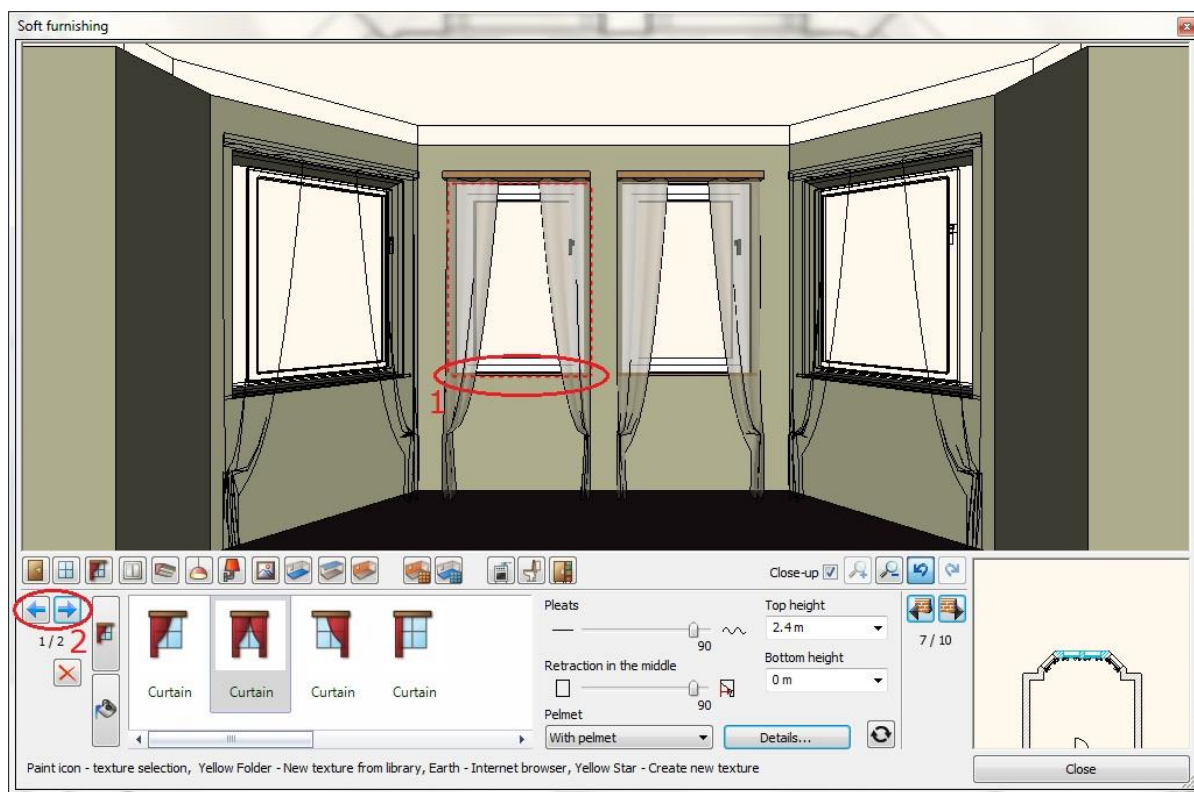 Soft furnishing
1
Close-up
1 / 2
2
Curtain
Curtain
Curtain
Curtain
Pleats
90
Retraction in the middle
90
Pelmet
With pelmet
Top height
2.4 m
Bottom height
0 m
Details...
7 / 10
Paint icon - texture selection, Yellow Folder - New texture from library, Earth - Internet browser, Yellow Star - Create new texture
Close